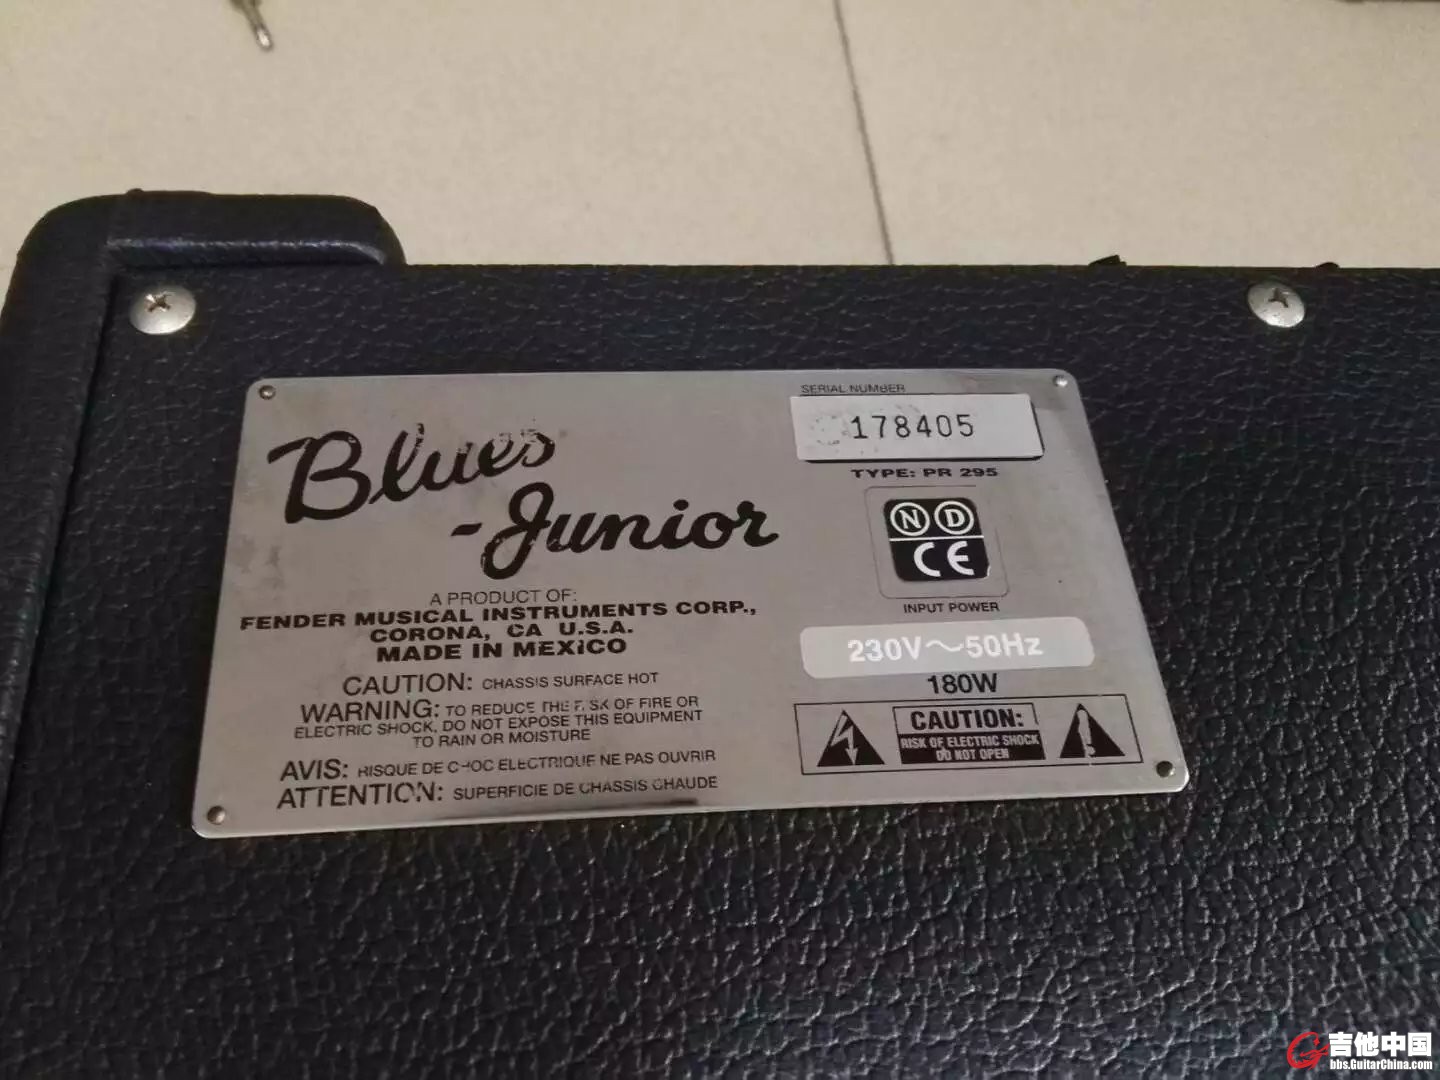 Blues
-Junior
A PRODUCT OF:
FENDER MUSICAL INSTRUMENTS CORP.,
CORONA, CA U.S.A.
MADE IN MEXICO
CAUTION: CHASSIS SURFACE HOT
WARNING: TO REDUCE THE RISK OF FIRE OR
ELECTRIC SHOCK, DO NOT EXPOSE THIS EQUIPMENT
TO RAIN OR MOISTURE
AVIS: RISQUE DE CHOC ELECTRIQUE NE PAS OUVRIR
ATTENTION: SUPERFICIE DE CHASSIS CHAUDE
SERIAL NUMBER
178405
TYPE: PR 295
N D
CE
INPUT POWER
230V～50Hz
180W
CAUTION:
RISK OF ELECTRIC SHOCK
DO NOT OPEN
吉他中国
bbs.GuitarChina.com